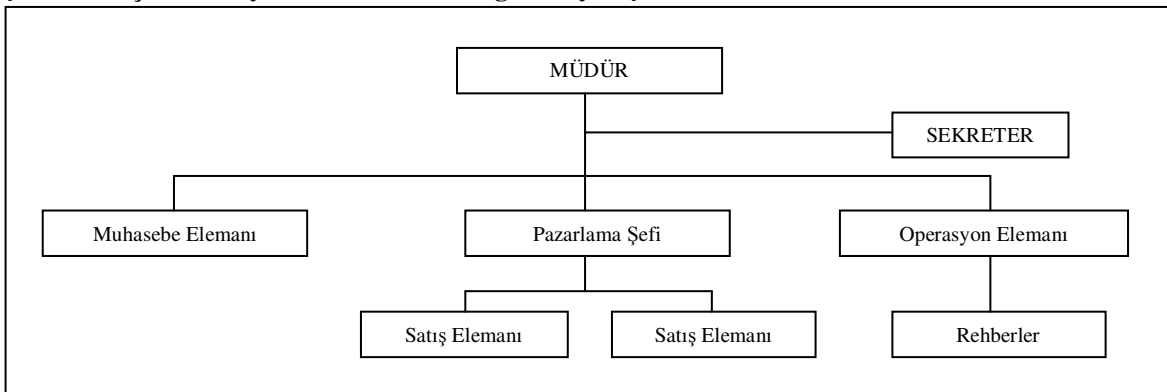 MÜDÜR
SEKRETER
Muhasebe Elemanı
Pazarlama Şefi
Operasyon Elemanı
Satış Elemanı
Satış Elemanı
Rehberler